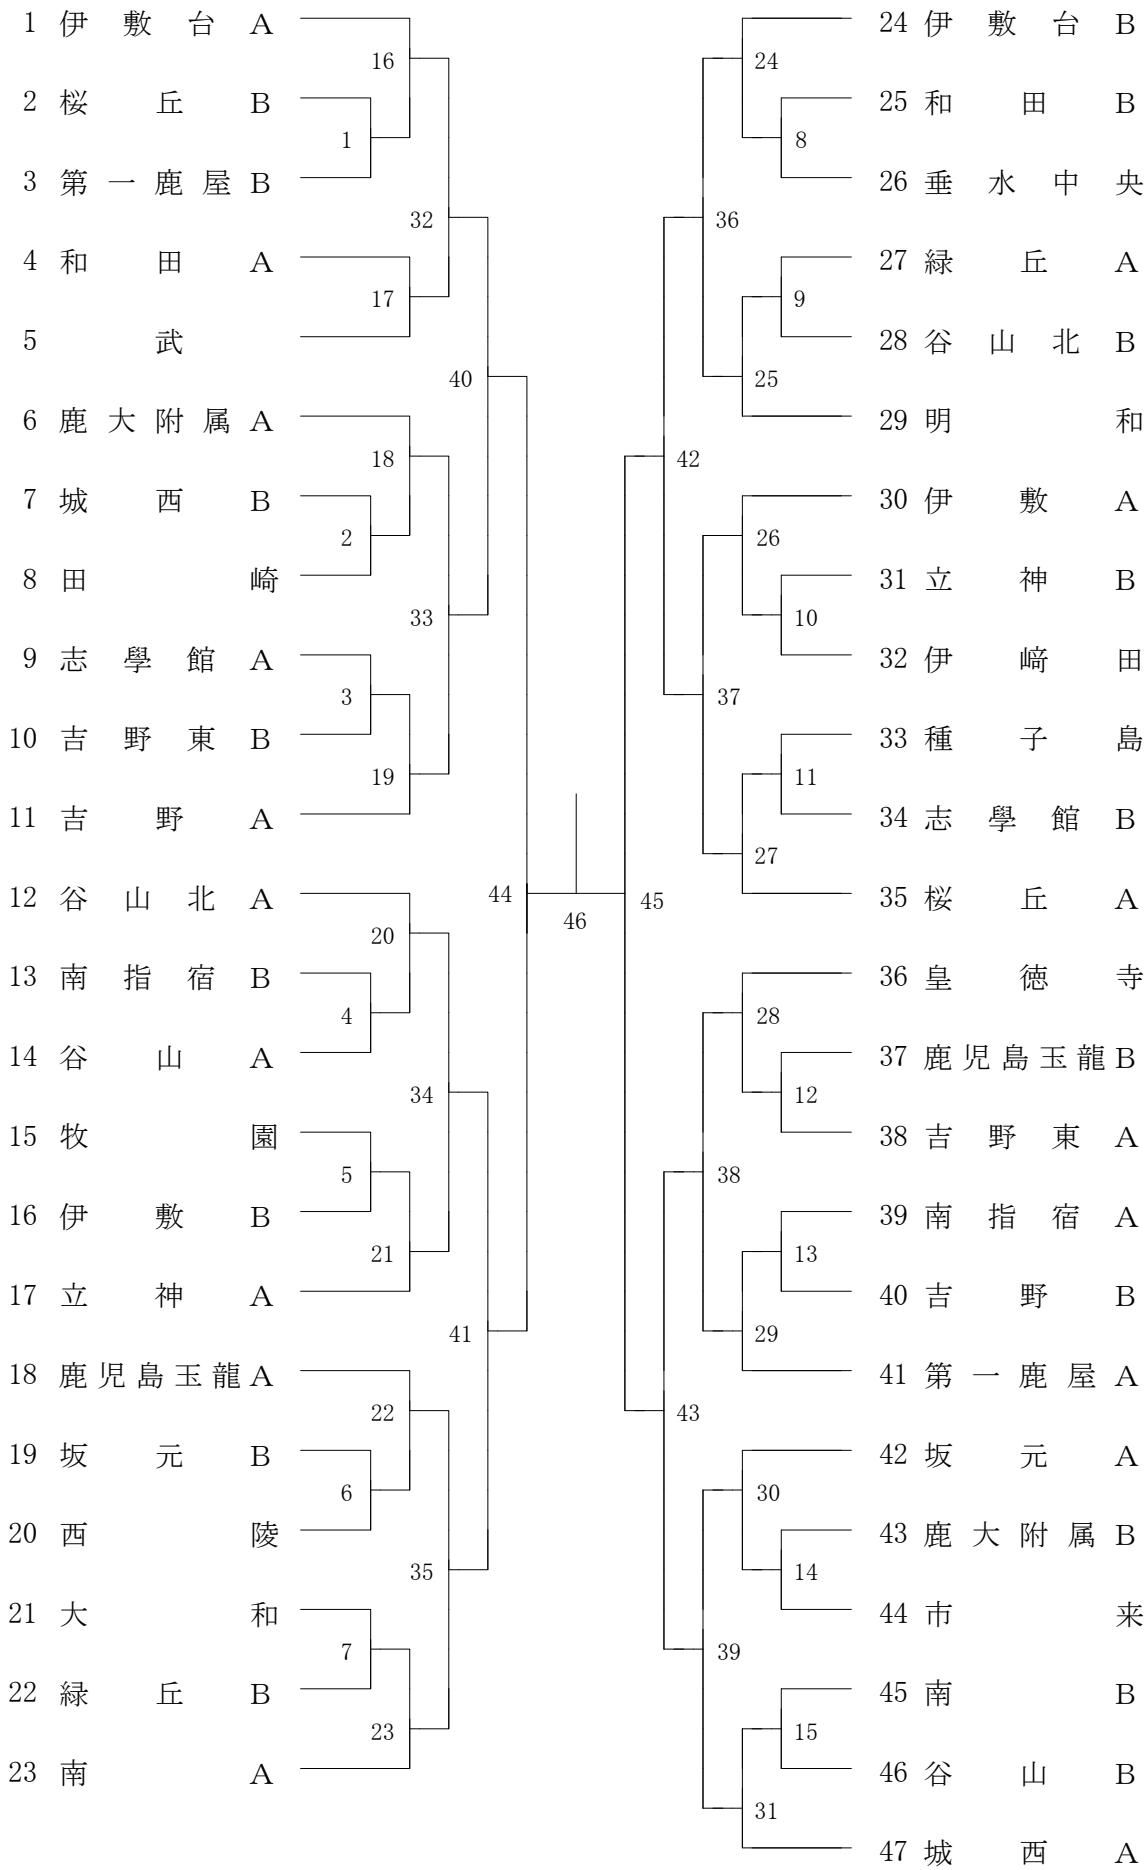 1 伊敷台 A
16
2 桜丘 B
1
3 第一鹿屋 B
32
4 和田 A
17
5 武
40
6 鹿大附属 A
18
7 城西 B
2
8 田崎
33
9 志學館 A
3
10 吉野東 B
19
11 吉野 A
44
12 谷山北 A
20
13 南指宿 B
4
14 谷山 A
34
15 牧園
5
16 伊敷 B
21
17 立神 A
41
18 鹿児島玉龍 A
22
19 坂元 B
6
20 西陵
35
21 大和
7
22 緑丘 B
23
23 南 A
46
24 伊敷台 B
24
25 和田 B
8
26 垂水中央
36
27 緑丘 A
9
28 谷山北 B
25
29 明和
42
30 伊敷 A
26
31 立神 B
10
32 伊﨑田
37
33 種子島
11
34 志學館 B
27
35 桜丘 A
45
36 皇徳寺
28
37 鹿児島玉龍 B
12
38 吉野東 A
38
39 南指宿 A
13
40 吉野 B
29
41 第一鹿屋 A
43
42 坂元 A
30
43 鹿大附属 B
14
44 市来
39
45 南 B
15
46 谷山 B
31
47 城西 A